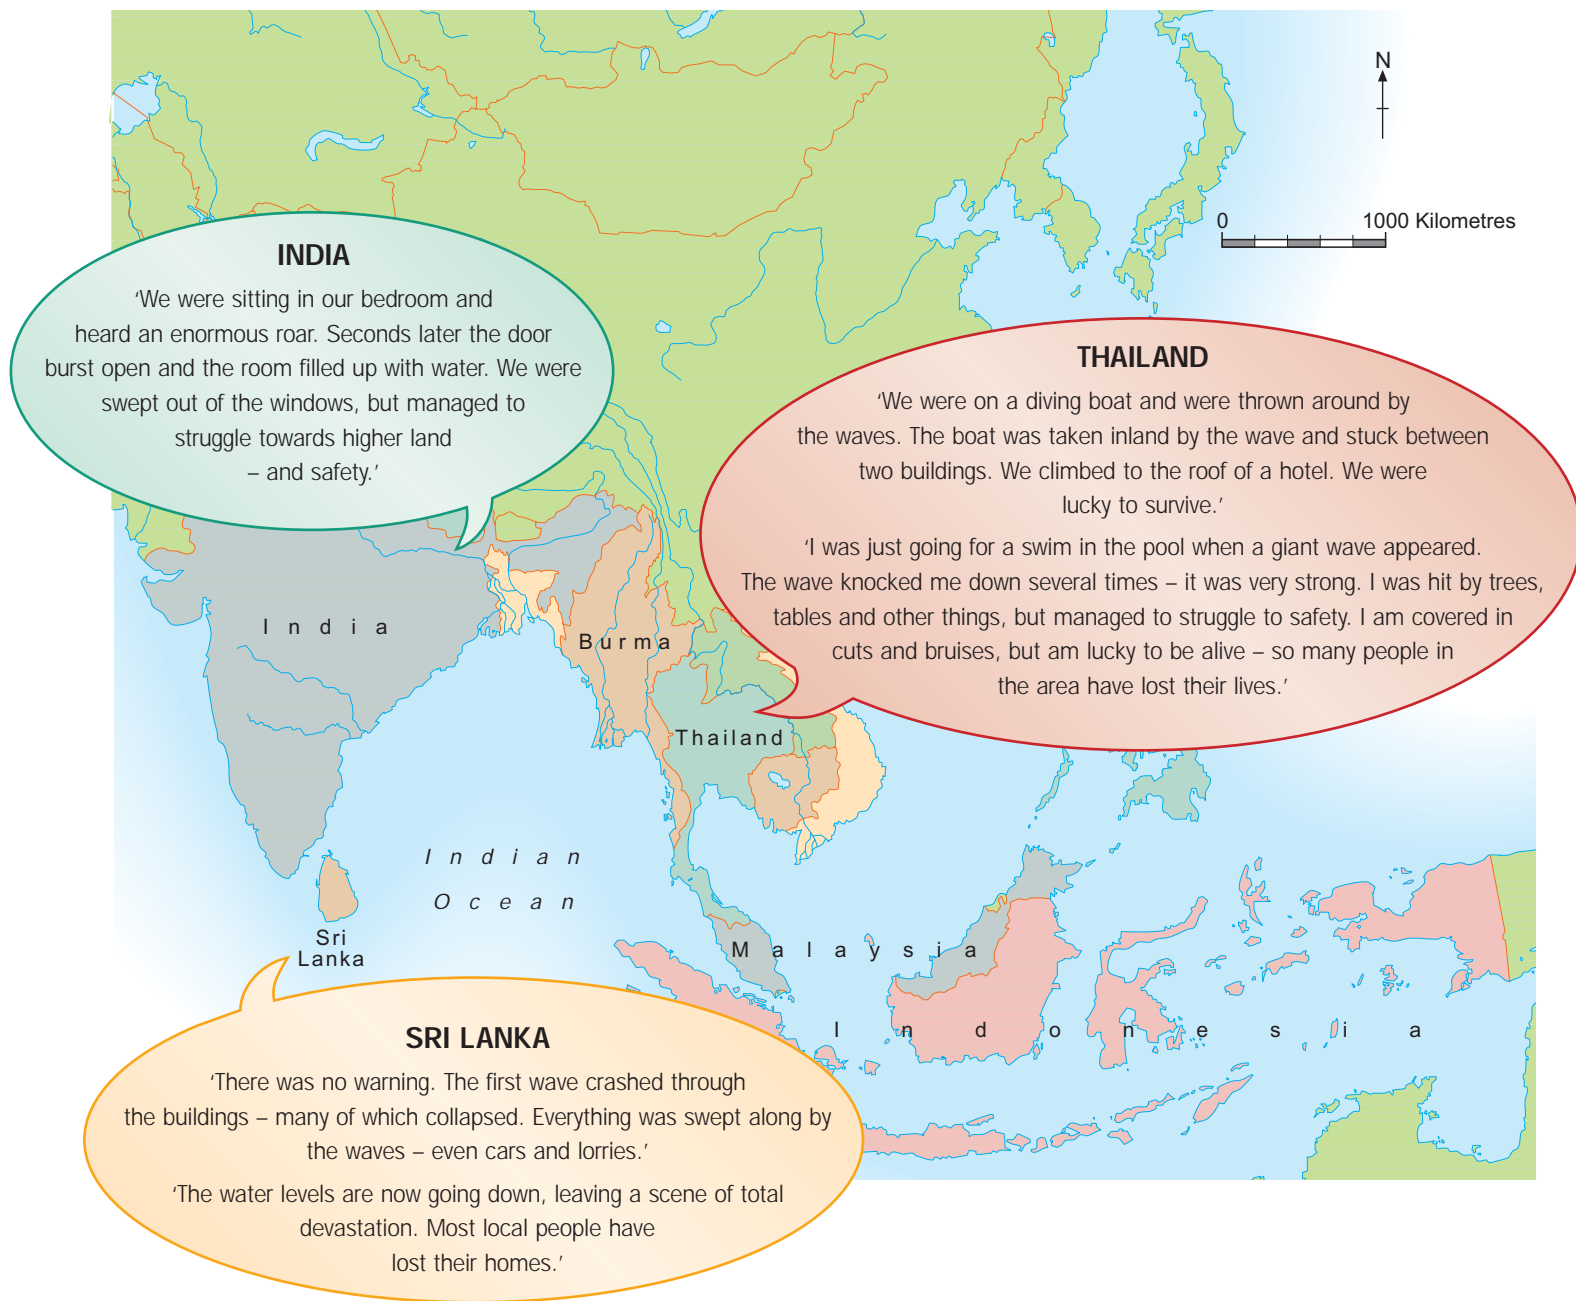 N
0 1000 Kilometres
INDIA
‘We were sitting in our bedroom and
heard an enormous roar. Seconds later the door
burst open and the room filled up with water. We were
swept out of the windows, but managed to
struggle towards higher land
– and safety.’
THAILAND
‘We were on a diving boat and were thrown around by
the waves. The boat was taken inland by the wave and stuck between
two buildings. We climbed to the roof of a hotel. We were
lucky to survive.’
‘I was just going for a swim in the pool when a giant wave appeared.
The wave knocked me down several times – it was very strong. I was hit by trees,
tables and other things, but managed to struggle to safety. I am covered in
cuts and bruises, but am lucky to be alive – so many people in
the area have lost their lives.’
India
Burma
Thailand
Indian
Ocean
Sri
Lanka
Malaysia
Indonesia
SRI LANKA
‘There was no warning. The first wave crashed through
the buildings – many of which collapsed. Everything was swept along by
the waves – even cars and lorries.’
‘The water levels are now going down, leaving a scene of total
devastation. Most local people have
lost their homes.’